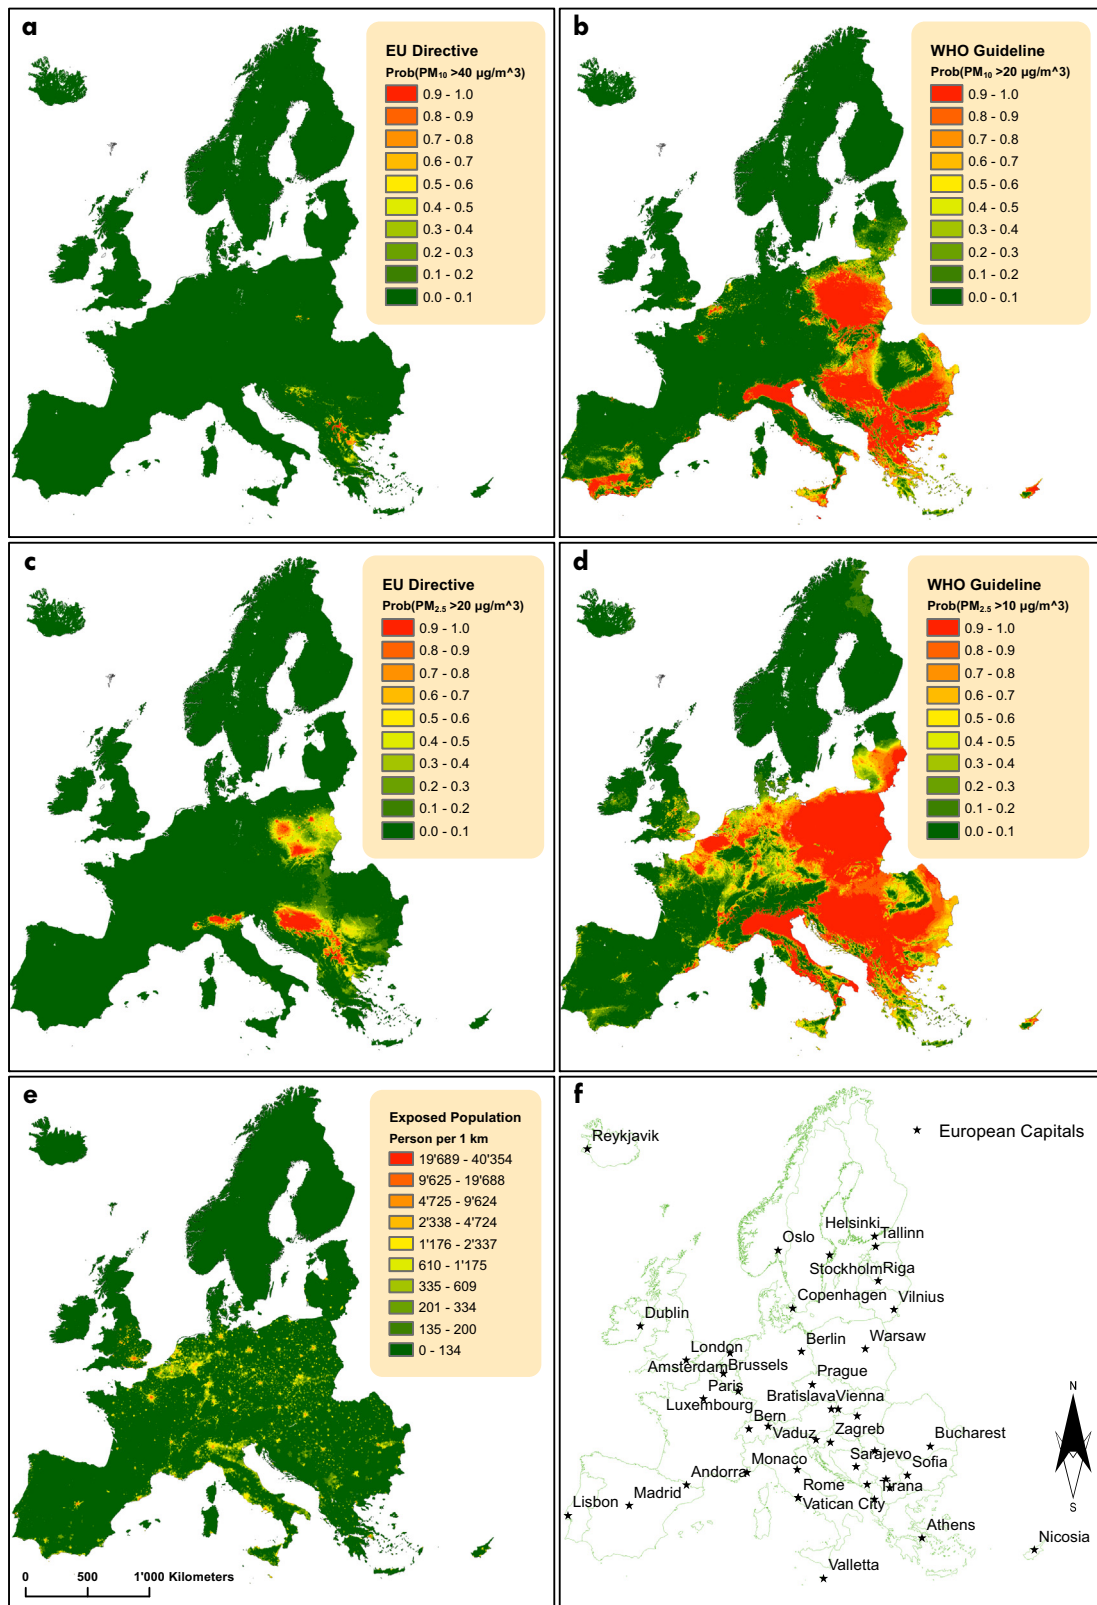 a
EU Directive
Prob(PM₁₀ >40 µg/m^3)
0.9 - 1.0
0.8 - 0.9
0.7 - 0.8
0.6 - 0.7
0.5 - 0.6
0.4 - 0.5
0.3 - 0.4
0.2 - 0.3
0.1 - 0.2
0.0 - 0.1
b
WHO Guideline
Prob(PM₁₀ >20 µg/m^3)
0.9 - 1.0
0.8 - 0.9
0.7 - 0.8
0.6 - 0.7
0.5 - 0.6
0.4 - 0.5
0.3 - 0.4
0.2 - 0.3
0.1 - 0.2
0.0 - 0.1
c
EU Directive
Prob(PM₂.₅ >20 µg/m^3)
0.9 - 1.0
0.8 - 0.9
0.7 - 0.8
0.6 - 0.7
0.5 - 0.6
0.4 - 0.5
0.3 - 0.4
0.2 - 0.3
0.1 - 0.2
0.0 - 0.1
d
WHO Guideline
Prob(PM₂.₅ >10 µg/m^3)
0.9 - 1.0
0.8 - 0.9
0.7 - 0.8
0.6 - 0.7
0.5 - 0.6
0.4 - 0.5
0.3 - 0.4
0.2 - 0.3
0.1 - 0.2
0.0 - 0.1
e
Exposed Population
Person per 1 km
19'689 - 40'354
9'625 - 19'688
4'725 - 9'624
2'338 - 4'724
1'176 - 2'337
610 - 1'175
335 - 609
201 - 334
135 - 200
0 - 134
0 500 1'000 Kilometers
f
European Capitals
Reykjavik
Helsinki
Tallinn
Oslo
Stockholm
Riga
Copenhagen
Vilnius
Dublin
London
Berlin
Warsaw
Amsterdam
Brussels
Prague
Paris
Luxembourg
Bratislava
Vienna
Bern
Vaduz
Zagreb
Bucharest
Sarajevo
Sofia
Monaco
Andorra
Tirana
Rome
Madrid
Lisbon
Vatican City
Athens
Nicosia
Valletta
N
S